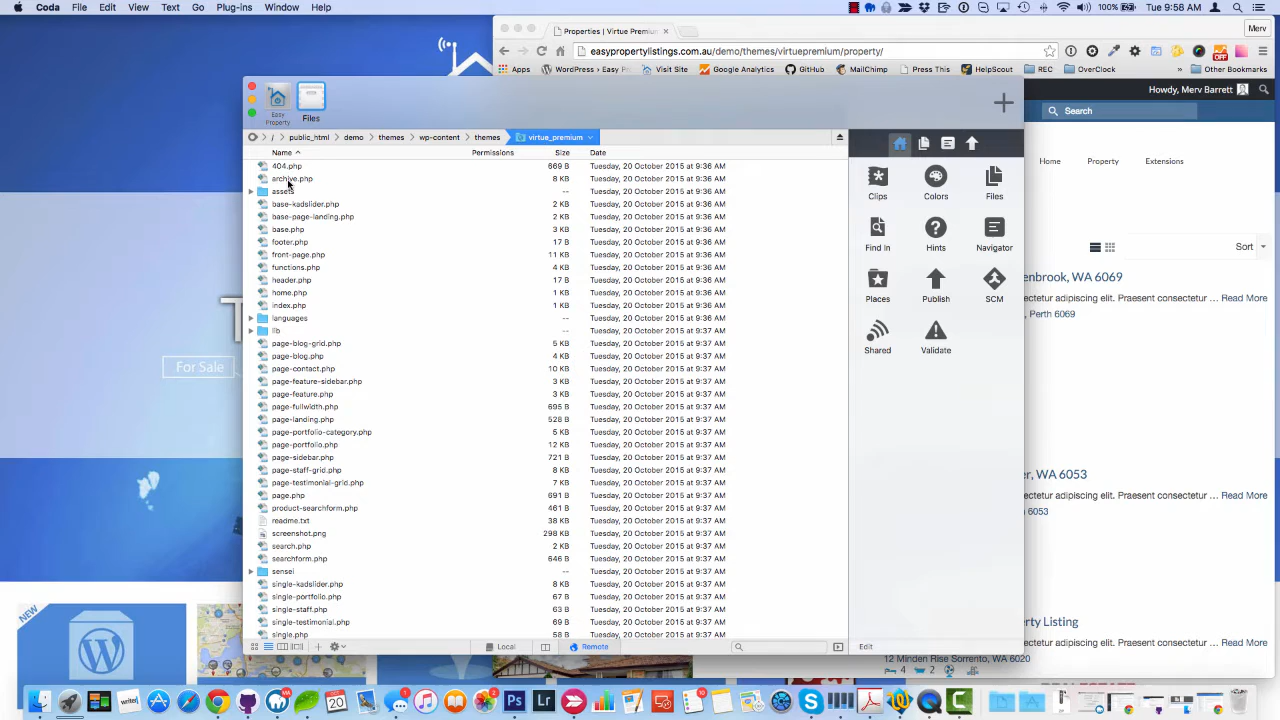 Coda File Edit View Text Go Plug-ins Window Help
100% Tue 9:58 AM
Properties | Virtue Premiu
Merv
easypropertylistings.com.au/demo/themes/virtuepremium/property/
OFF
Apps WordPress › Easy P Visit Site Google Analytics GitHub MailChimp Press This HelpScout REC OverClock » Other Bookmarks
Howdy, Merv Barrett
Search
Home Property Extensions
Sort
enbrook, WA 6069
ectetur adipiscing elit. Praesent consectetur ... Read More
, Perth 6069
, WA 6053
ectetur adipiscing elit. Praesent consectetur ... Read More
h 6053
erty Listing
ectetur adipiscing elit. Praesent consectetur ... Read More
12 Minden Rise Sorrento, WA 6020
4 2
For Sale
NEW
Easy Property
Files
/ public_html demo themes wp-content themes virtue_premium
Name Permissions Size Date
404.php 669 B Tuesday, 20 October 2015 at 9:36 AM
archive.php 8 KB Tuesday, 20 October 2015 at 9:36 AM
assets -- Tuesday, 20 October 2015 at 9:36 AM
base-kadslider.php 2 KB Tuesday, 20 October 2015 at 9:36 AM
base-page-landing.php 2 KB Tuesday, 20 October 2015 at 9:36 AM
base.php 3 KB Tuesday, 20 October 2015 at 9:36 AM
footer.php 17 B Tuesday, 20 October 2015 at 9:36 AM
front-page.php 11 KB Tuesday, 20 October 2015 at 9:36 AM
functions.php 4 KB Tuesday, 20 October 2015 at 9:36 AM
header.php 17 B Tuesday, 20 October 2015 at 9:36 AM
home.php 1 KB Tuesday, 20 October 2015 at 9:36 AM
index.php 1 KB Tuesday, 20 October 2015 at 9:36 AM
languages -- Tuesday, 20 October 2015 at 9:36 AM
lib -- Tuesday, 20 October 2015 at 9:37 AM
page-blog-grid.php 5 KB Tuesday, 20 October 2015 at 9:37 AM
page-blog.php 4 KB Tuesday, 20 October 2015 at 9:37 AM
page-contact.php 10 KB Tuesday, 20 October 2015 at 9:37 AM
page-feature-sidebar.php 3 KB Tuesday, 20 October 2015 at 9:37 AM
page-feature.php 3 KB Tuesday, 20 October 2015 at 9:37 AM
page-fullwidth.php 695 B Tuesday, 20 October 2015 at 9:37 AM
page-landing.php 528 B Tuesday, 20 October 2015 at 9:37 AM
page-portfolio-category.php 5 KB Tuesday, 20 October 2015 at 9:37 AM
page-portfolio.php 12 KB Tuesday, 20 October 2015 at 9:37 AM
page-sidebar.php 721 B Tuesday, 20 October 2015 at 9:37 AM
page-staff-grid.php 8 KB Tuesday, 20 October 2015 at 9:37 AM
page-testimonial-grid.php 7 KB Tuesday, 20 October 2015 at 9:37 AM
page.php 691 B Tuesday, 20 October 2015 at 9:37 AM
product-searchform.php 461 B Tuesday, 20 October 2015 at 9:37 AM
readme.txt 38 KB Tuesday, 20 October 2015 at 9:37 AM
screenshot.png 298 KB Tuesday, 20 October 2015 at 9:37 AM
search.php 2 KB Tuesday, 20 October 2015 at 9:37 AM
searchform.php 646 B Tuesday, 20 October 2015 at 9:37 AM
sensei -- Tuesday, 20 October 2015 at 9:37 AM
single-kadslider.php 8 KB Tuesday, 20 October 2015 at 9:37 AM
single-portfolio.php 67 B Tuesday, 20 October 2015 at 9:37 AM
single-staff.php 63 B Tuesday, 20 October 2015 at 9:37 AM
single-testimonial.php 69 B Tuesday, 20 October 2015 at 9:37 AM
single.php 58 B Tuesday, 20 October 2015 at 9:37 AM
Local Remote
Clips Colors Files
Find In Hints Navigator
Places Publish SCM
Shared Validate
Edit